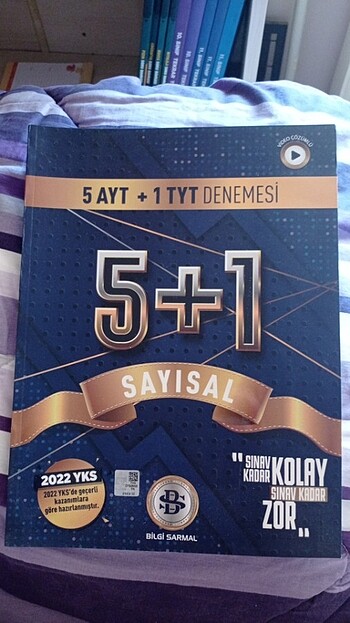 VİDEO ÇÖZÜMLÜ
5 AYT + 1 TYT DENEMESİ
5+1
SAYISAL
"SINAV
KADAR KOLAY
SINAV KADAR
ZOR"
2022 YKS
2022 YKS'de geçerli
kazanımlara
göre hazırlanmıştır.
BİLGİ SARMAL